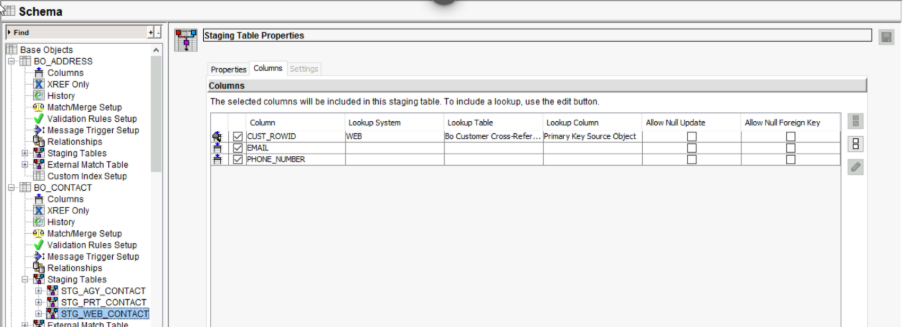 Schema
Find
+ -
Base Objects
BO_ADDRESS
Columns
XREF Only
History
Match/Merge Setup
Validation Rules Setup
Message Trigger Setup
Relationships
Staging Tables
External Match Table
Custom Index Setup
BO_CONTACT
Columns
XREF Only
History
Match/Merge Setup
Validation Rules Setup
Message Trigger Setup
Relationships
Staging Tables
STG_AGY_CONTACT
STG_PRT_CONTACT
STG_WEB_CONTACT
External Match Table
Staging Table Properties
Properties Columns Settings
Columns
The selected columns will be included in this staging table. To include a lookup, use the edit button.
Column Lookup System Lookup Table Lookup Column Allow Null Update Allow Null Foreign Key
CUST_ROWID WEB Bo Customer Cross-Refer... Primary Key Source Object
EMAIL
PHONE_NUMBER